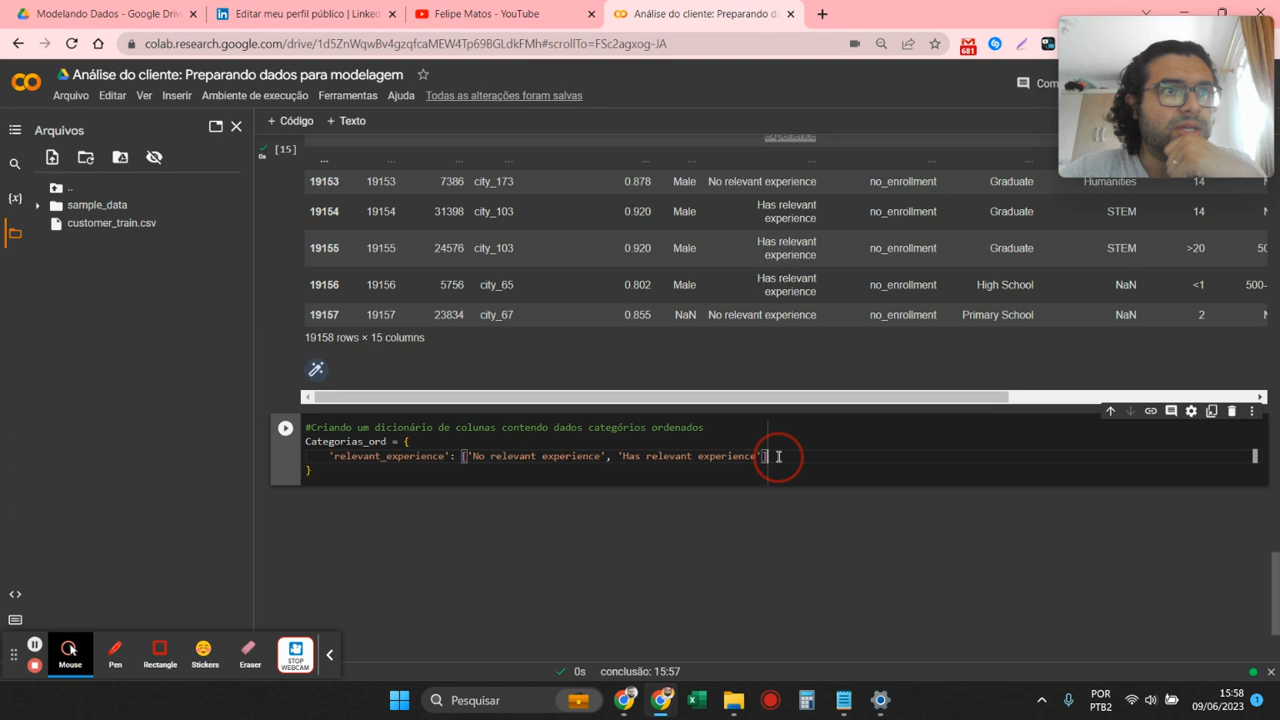 Modelando Dados - Google Driv
Editar meu perfil público | Linked
Felipe Matos - YouTube
Análise do cliente: Preparando da
colab.research.google.com/drive/1d5ZnWqwBv4gzqfcaMEW4Tp69BGLdkFMh#scrollTo=FSc2agxog-JA
681
Análise do cliente: Preparando dados para modelagem
Arquivo Editar Ver Inserir Ambiente de execução Ferramentas Ajuda Todas as alterações foram salvas
Com
Arquivos
+ Código + Texto
..
sample_data
customer_train.csv
[15]
0s
experience
... ... ... ... ... ... ... ... ... ... ...
19153 19153 7386 city_173 0.878 Male No relevant experience no_enrollment Graduate Humanities 14
19154 19154 31398 city_103 0.920 Male Has relevant experience no_enrollment Graduate STEM 14
19155 19155 24576 city_103 0.920 Male Has relevant experience no_enrollment Graduate STEM >20 50
19156 19156 5756 city_65 0.802 Male Has relevant experience no_enrollment High School NaN <1 500-
19157 19157 23834 city_67 0.855 NaN No relevant experience no_enrollment Primary School NaN 2
19158 rows × 15 columns
#Criando um dicionário de colunas contendo dados categórios ordenados
Categorias_ord = {
'relevant_experience': ['No relevant experience', 'Has relevant experience']
}
Mouse Pen Rectangle Stickers Eraser STOP WEBCAM
0s conclusão: 15:57
Pesquisar
POR
PTB2
15:58
09/06/2023
1